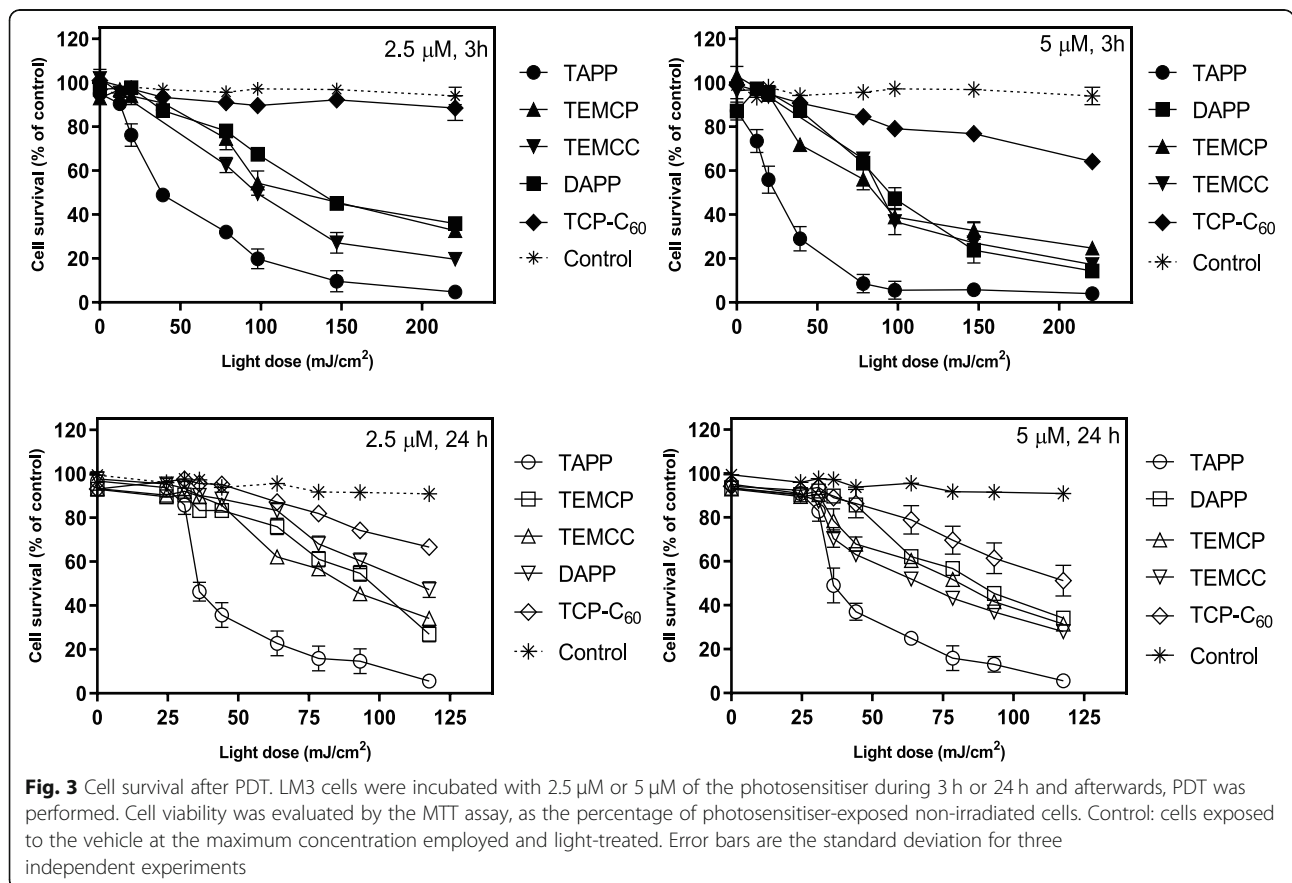 2.5 µM, 3h
120
100
80
60
40
20
0
Cell survival (% of control)
0 50 100 150 200
Light dose (mJ/cm²)
TAPP
TEMCP
TEMCC
DAPP
TCP-C₆₀
Control
5 µM, 3h
120
100
80
60
40
20
0
Cell survival (% of control)
0 50 100 150 200
Light dose (mJ/cm²)
TAPP
DAPP
TEMCP
TEMCC
TCP-C₆₀
Control
2.5 µM, 24 h
120
100
80
60
40
20
0
Cell survival (% of control)
0 25 50 75 100 125
Light dose (mJ/cm²)
TAPP
TEMCP
TEMCC
DAPP
TCP-C₆₀
Control
5 µM, 24 h
120
100
80
60
40
20
0
Cell survival (% of control)
0 25 50 75 100 125
Light dose (mJ/cm²)
TAPP
DAPP
TEMCP
TEMCC
TCP-C₆₀
Control
Fig. 3 Cell survival after PDT. LM3 cells were incubated with 2.5 µM or 5 µM of the photosensitiser during 3 h or 24 h and afterwards, PDT was
performed. Cell viability was evaluated by the MTT assay, as the percentage of photosensitiser-exposed non-irradiated cells. Control: cells exposed
to the vehicle at the maximum concentration employed and light-treated. Error bars are the standard deviation for three
independent experiments